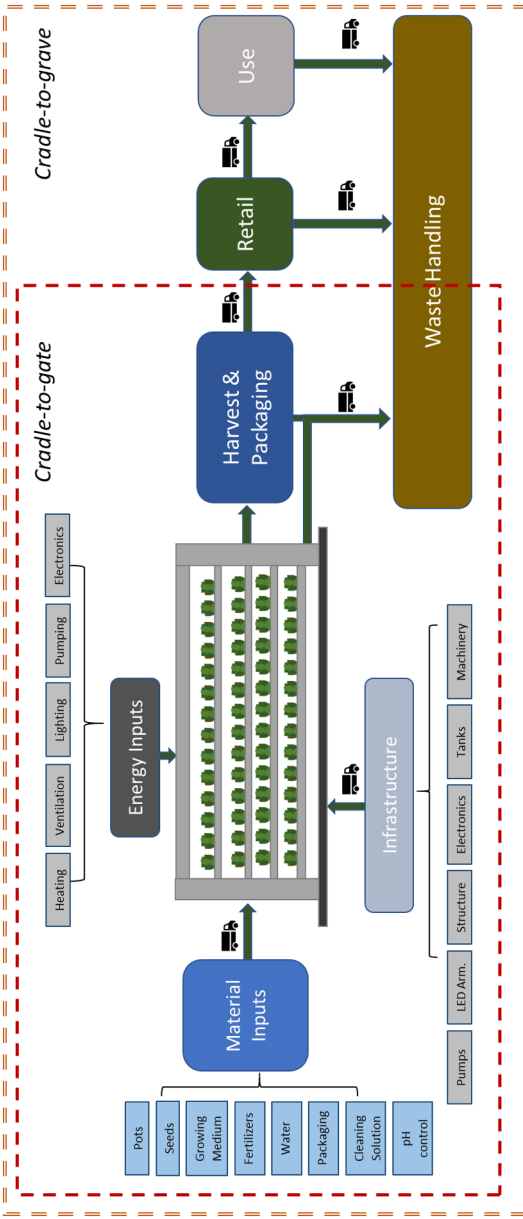 Cradle-to-grave
Cradle-to-gate
Heating
Ventilation
Lighting
Pumping
Electronics
Energy Inputs
Pots
Seeds
Growing
Medium
Fertilizers
Water
Packaging
Cleaning
Solution
pH
control
Material
Inputs
Harvest &
Packaging
Retail
Use
Infrastructure
Pumps
LED Arm.
Structure
Electronics
Tanks
Machinery
Waste Handling